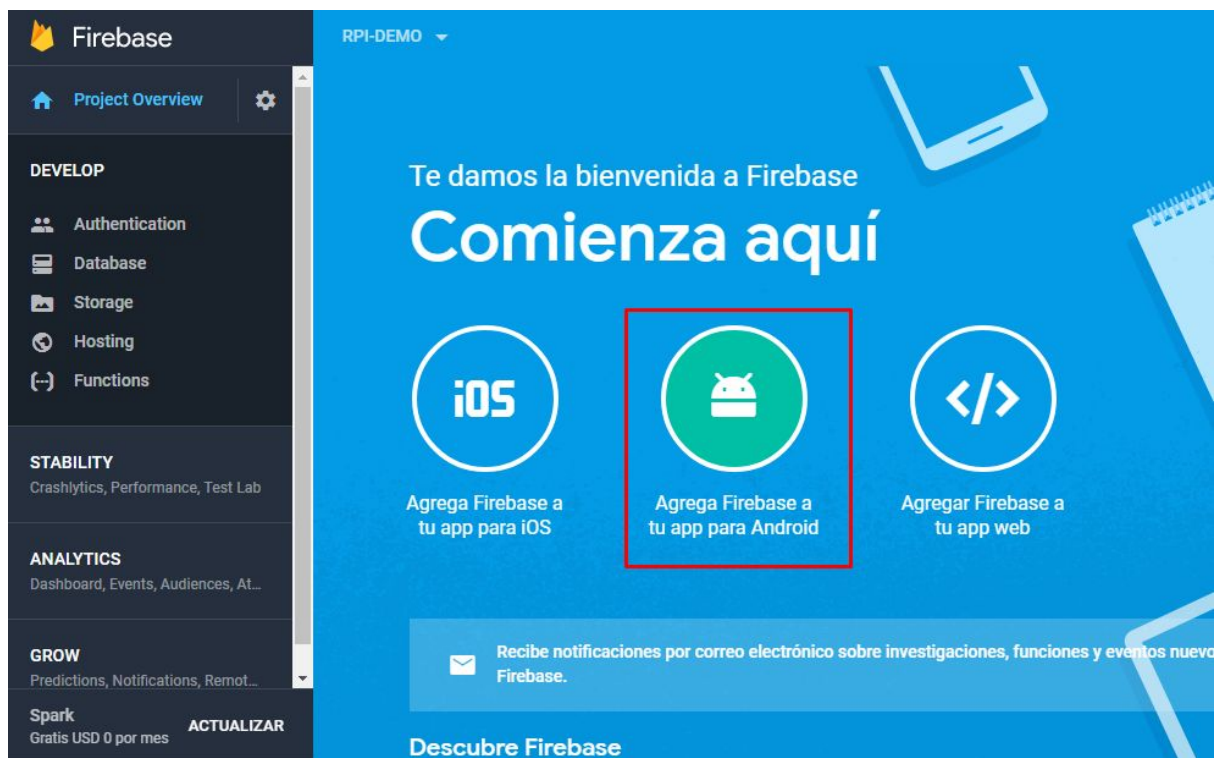 Firebase
Project Overview
DEVELOP
Authentication
Database
Storage
Hosting
Functions
STABILITY
Crashlytics, Performance, Test Lab
ANALYTICS
Dashboard, Events, Audiences, At...
GROW
Predictions, Notifications, Remot...
Spark
Gratis USD 0 por mes
ACTUALIZAR
RPI-DEMO
Te damos la bienvenida a Firebase
Comienza aquí
iOS
</>
Agrega Firebase a
tu app para iOS
Agrega Firebase a
tu app para Android
Agregar Firebase a
tu app web
Recibe notificaciones por correo electrónico sobre investigaciones, funciones y eventos nuevo
Firebase.
Descubre Firebase